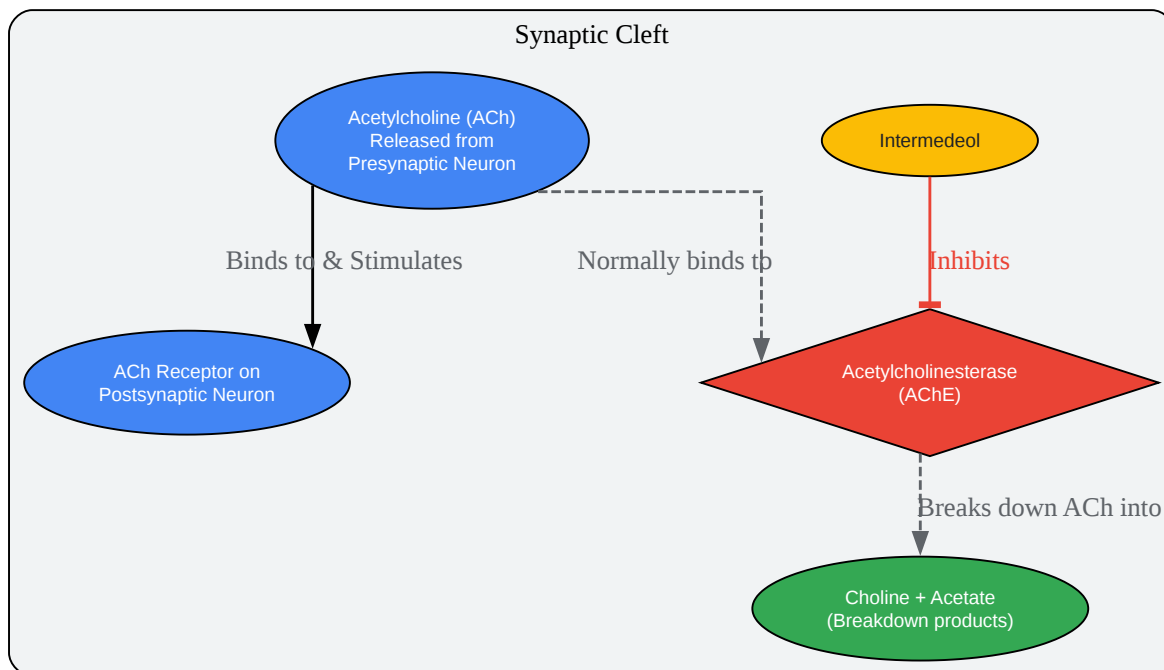 Synaptic Cleft
Acetylcholine (ACh)
Released from
Presynaptic Neuron
Intermedeol
Binds to & Stimulates
Normally binds to
Inhibits
ACh Receptor on
Postsynaptic Neuron
Acetylcholinesterase
(AChE)
Breaks down ACh into
Choline + Acetate
(Breakdown products)